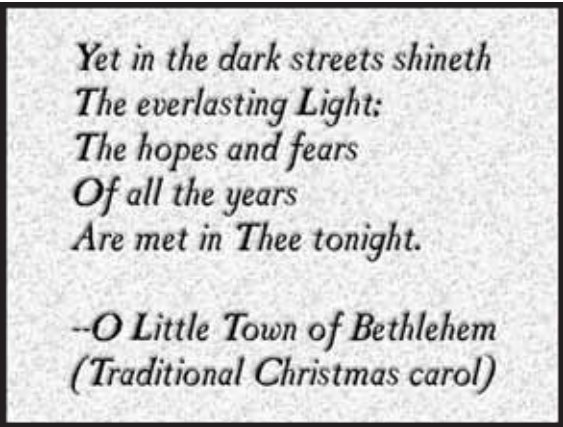 Yet in the dark streets shineth
The everlasting Light;
The hopes and fears
Of all the years
Are met in Thee tonight.
--O Little Town of Bethlehem
(Traditional Christmas carol)